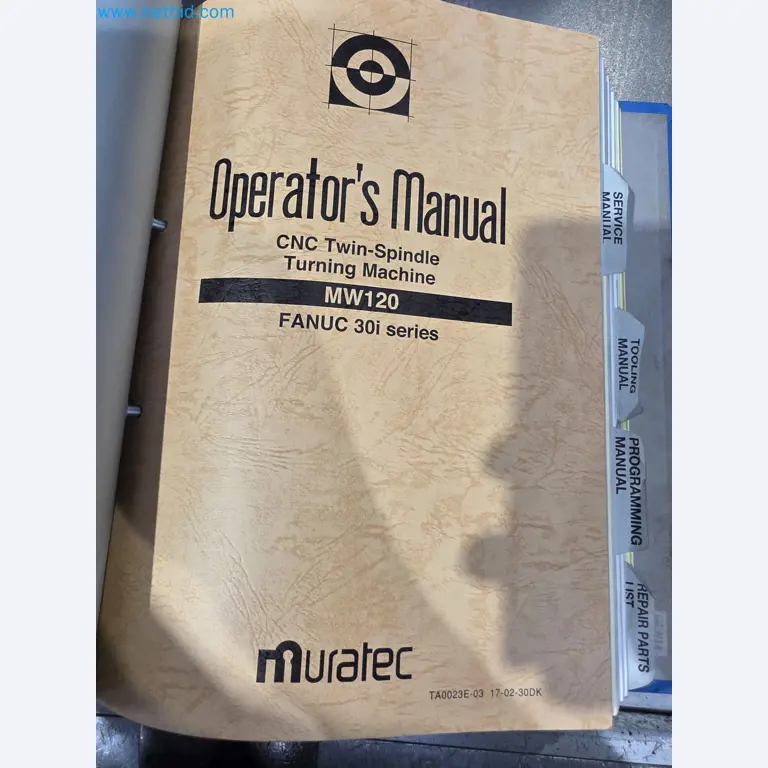 www.netbid.com
Operator's Manual
CNC Twin-Spindle
Turning Machine
MW120
FANUC 30i series
muratec
TA0023E-03 17-02-30DK
SERVICE
MANUAL
TOOLING
MANUAL
PROGRAMMING
MANUAL
REPAIR PARTS
LIST